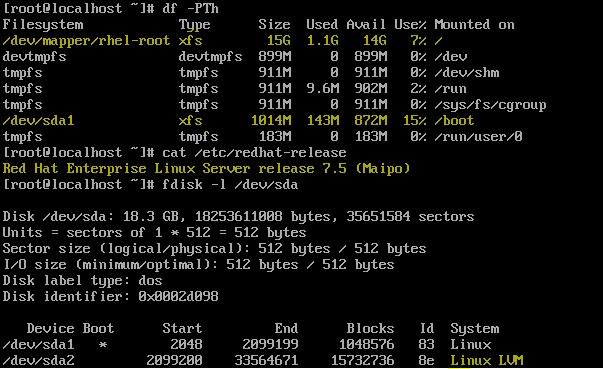 [root@localhost ~]# df -PTh
Filesystem Type Size Used Avail Use% Mounted on
/dev/mapper/rhel-root xfs 15G 1.1G 14G 7% /
devtmpfs devtmpfs 899M 0 899M 0% /dev
tmpfs tmpfs 911M 0 911M 0% /dev/shm
tmpfs tmpfs 911M 9.6M 902M 2% /run
tmpfs tmpfs 911M 0 911M 0% /sys/fs/cgroup
/dev/sda1 xfs 1014M 143M 872M 15% /boot
tmpfs tmpfs 183M 0 183M 0% /run/user/0
[root@localhost ~]# cat /etc/redhat-release
Red Hat Enterprise Linux Server release 7.5 (Maipo)
[root@localhost ~]# fdisk -l /dev/sda
Disk /dev/sda: 18.3 GB, 18253611008 bytes, 35651584 sectors
Units = sectors of 1 * 512 = 512 bytes
Sector size (logical/physical): 512 bytes / 512 bytes
I/O size (minimum/optimal): 512 bytes / 512 bytes
Disk label type: dos
Disk identifier: 0x0002d098
Device Boot Start End Blocks Id System
/dev/sda1 * 2048 2099199 1048576 83 Linux
/dev/sda2 2099200 33564671 15732736 8e Linux LVM